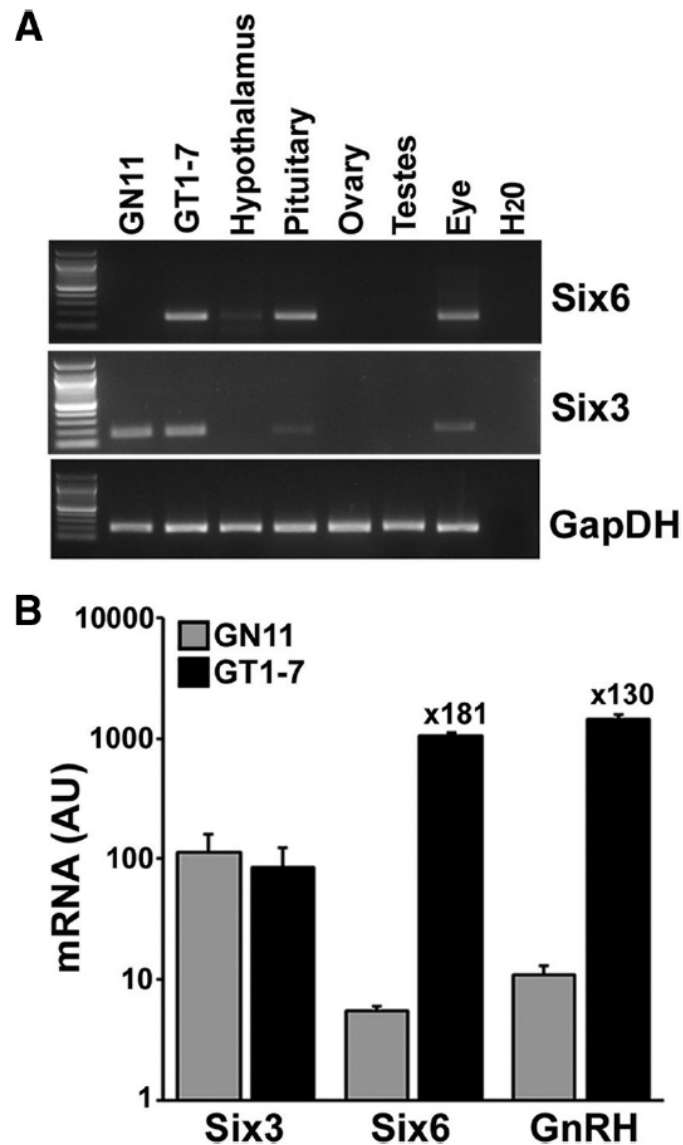 A
GN11
GT1-7
Hypothalamus
Pituitary
Ovary
Testes
Eye
H20
Six6
Six3
GapDH
B
10000
1000
100
10
1
mRNA (AU)
GN11
GT1-7
x181
x130
Six3
Six6
GnRH